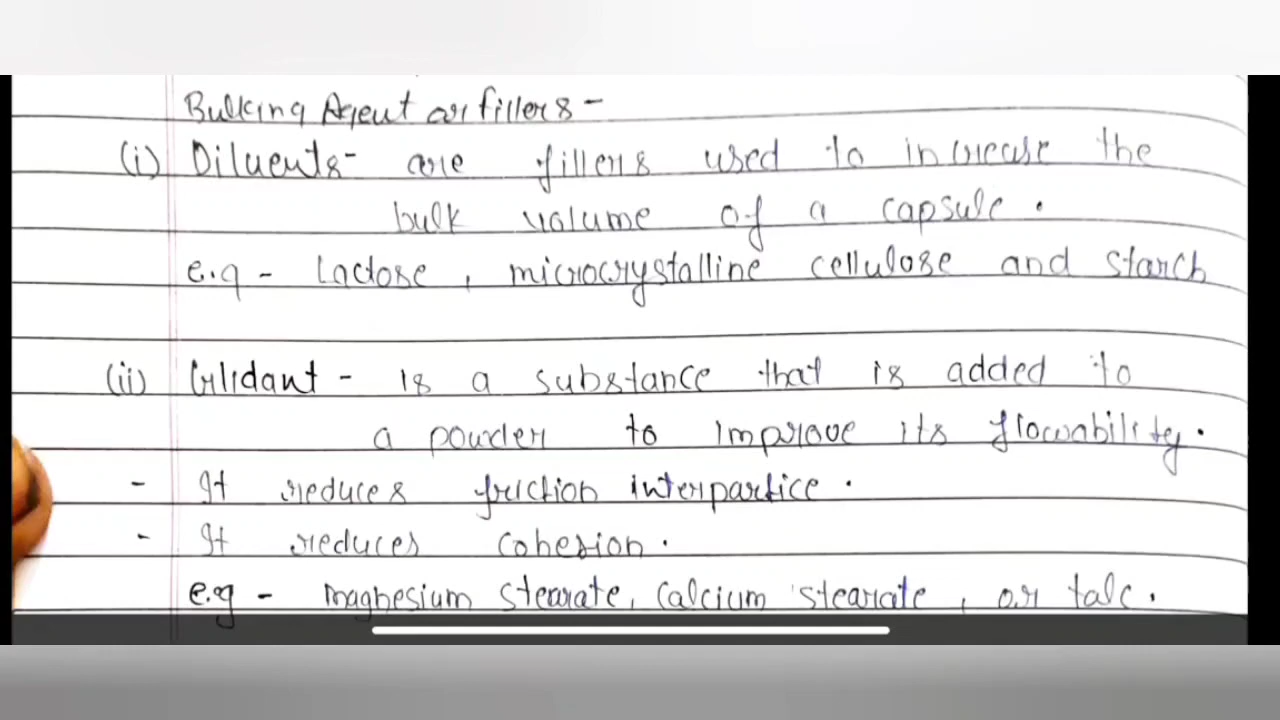 Bulking Agent or fillers -
(i) Diluents - are fillers used to increase the
bulk volume of a capsule.
e.g - Lactose, microcrystalline cellulose and starch
(ii) Glidant - is a substance that is added to
a powder to improve its flowability.
- It reduces friction interpartice.
- It reduces cohesion.
e.g - magnesium stearate, calcium stearate, or talc.